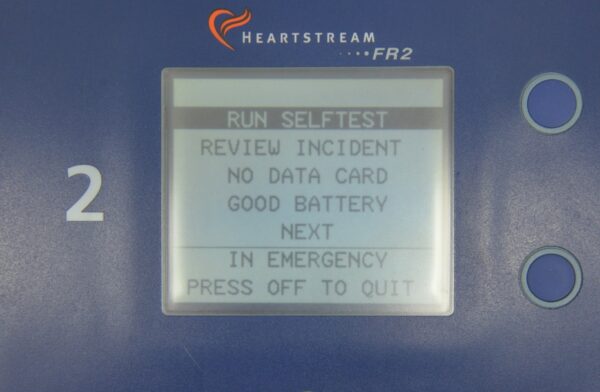 HEARTSTREAM
FR2
RUN SELFTEST
REVIEW INCIDENT
NO DATA CARD
GOOD BATTERY
NEXT
IN EMERGENCY
PRESS OFF TO QUIT
2